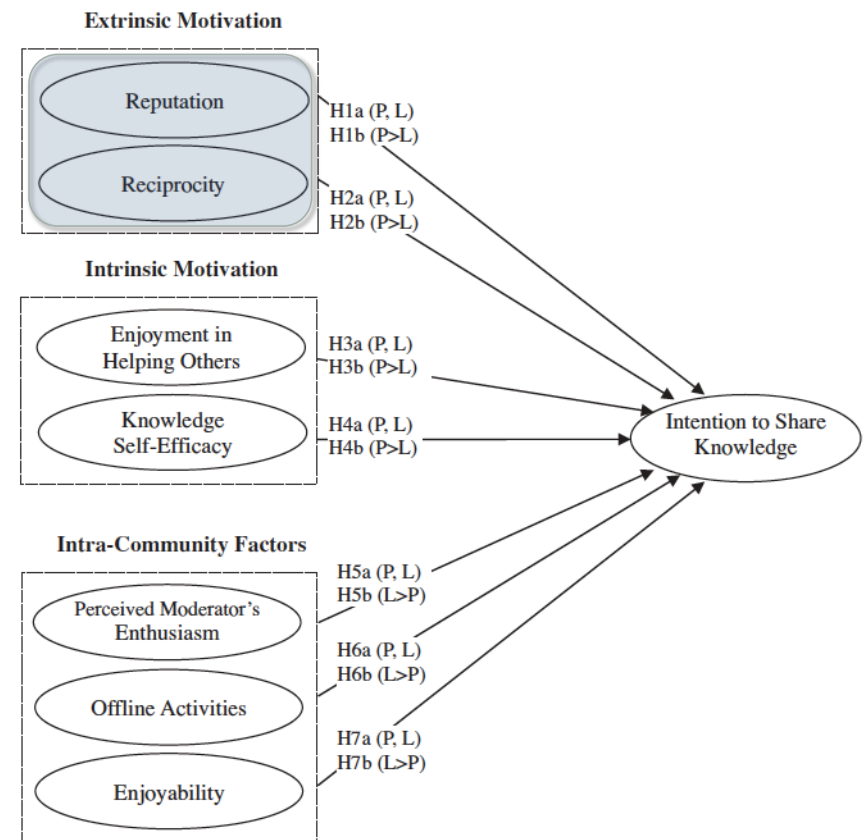 Extrinsic Motivation
Reputation
H1a (P, L)
H1b (P>L)
Reciprocity
H2a (P, L)
H2b (P>L)
Intrinsic Motivation
Enjoyment in
Helping Others
H3a (P, L)
H3b (P>L)
Knowledge
Self-Efficacy
H4a (P, L)
H4b (P>L)
Intention to Share
Knowledge
Intra-Community Factors
Perceived Moderator's
Enthusiasm
H5a (P, L)
H5b (L>P)
Offline Activities
H6a (P, L)
H6b (L>P)
Enjoyability
H7a (P, L)
H7b (L>P)